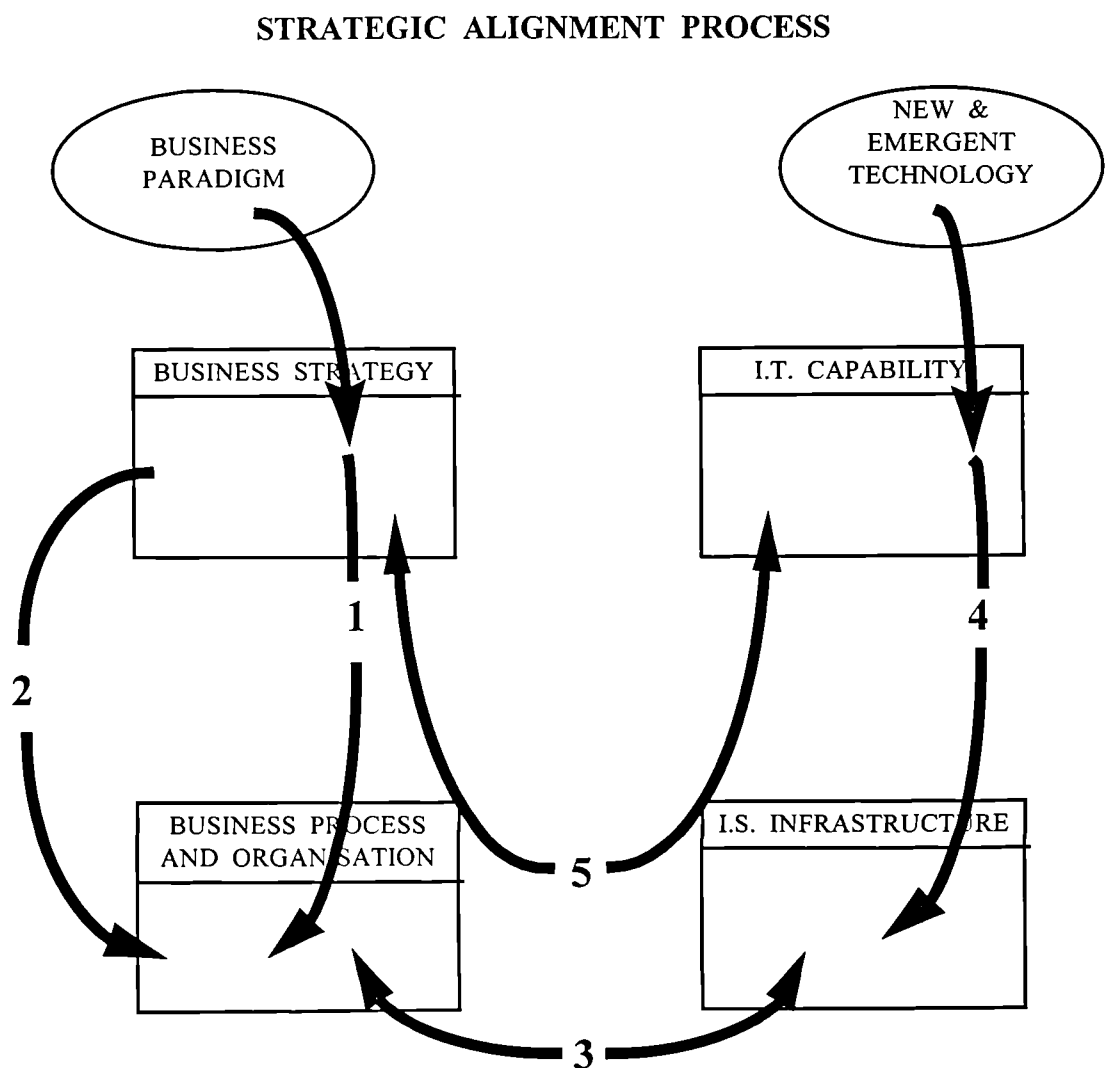 STRATEGIC ALIGNMENT PROCESS
BUSINESS
PARADIGM
NEW &
EMERGENT
TECHNOLOGY
BUSINESS STRATEGY
I.T. CAPABILITY
1
4
2
BUSINESS PROCESS
AND ORGANISATION
I.S. INFRASTRUCTURE
5
3